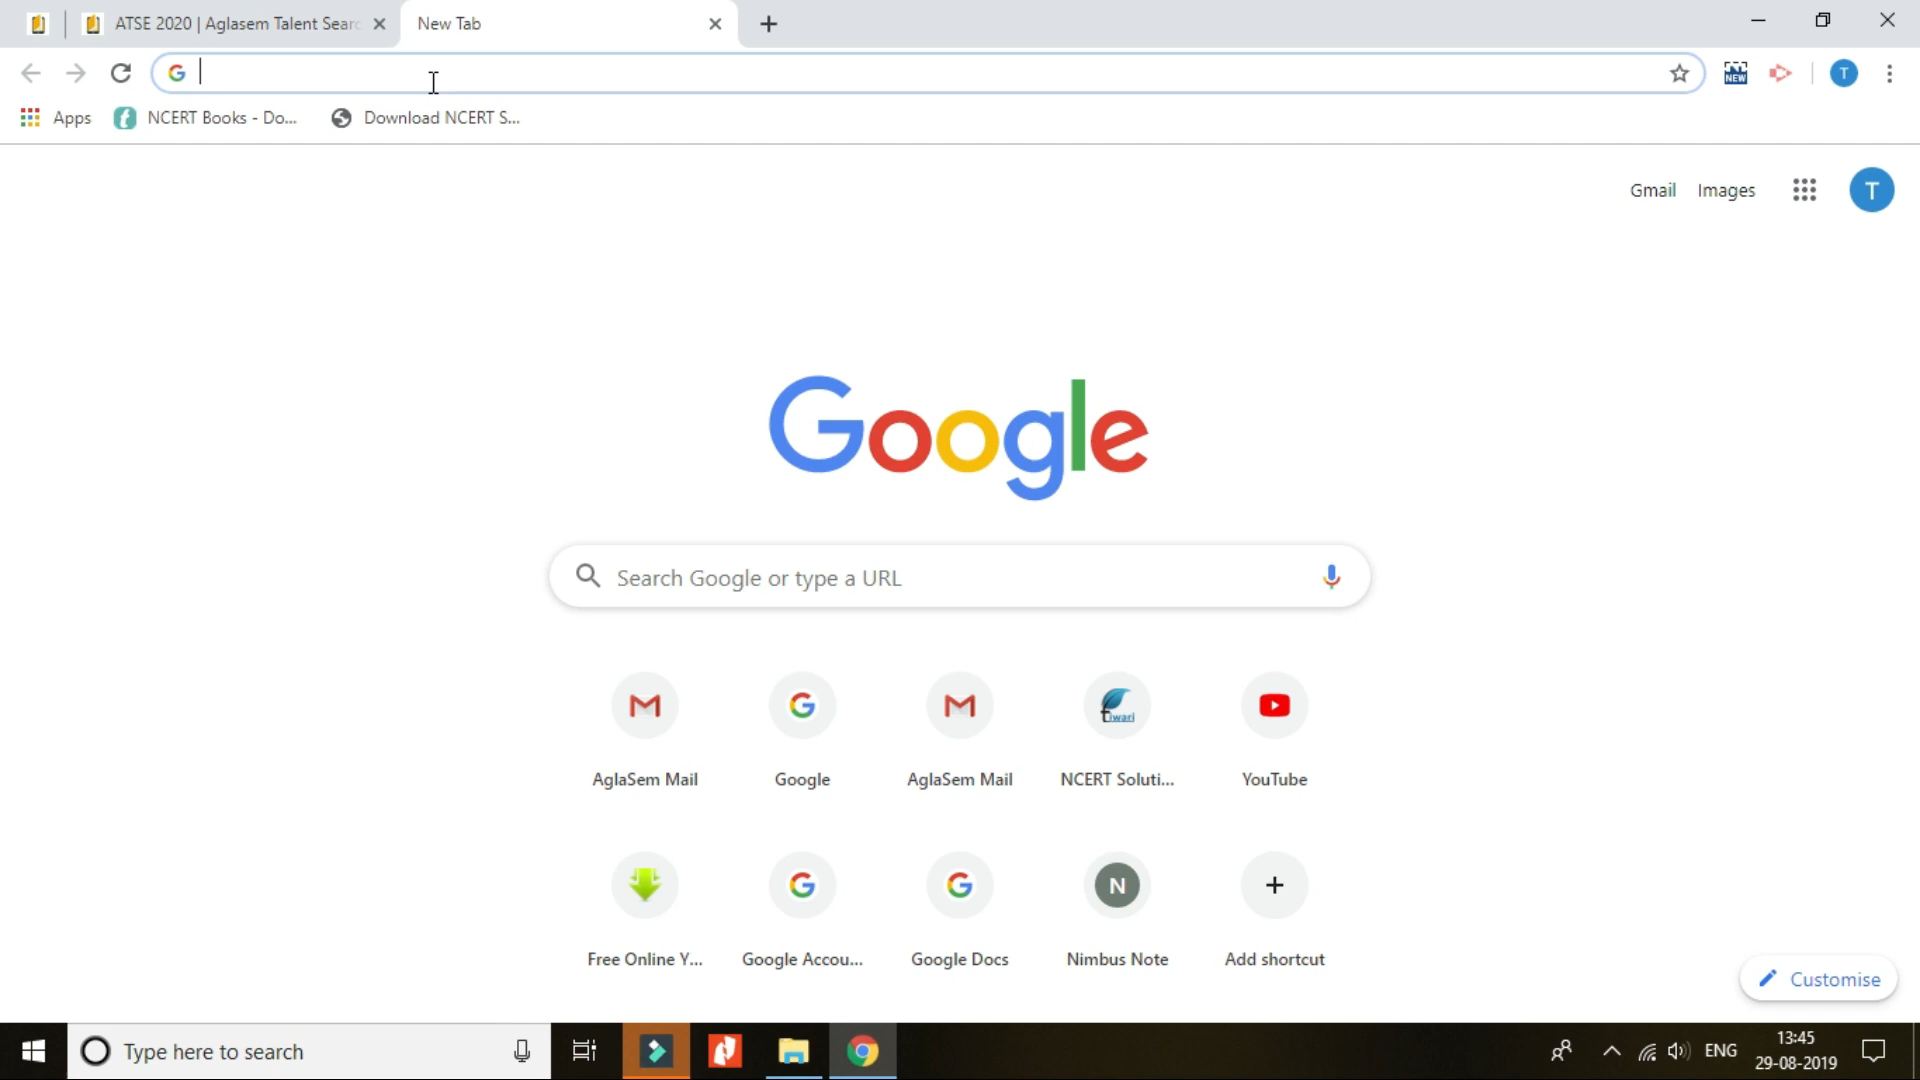 ATSE 2020 | Aglasem Talent Searc
New Tab
Apps
NCERT Books - Do...
Download NCERT S...
NEW
T
Gmail
Images
T
Google
Search Google or type a URL
AglaSem Mail
Google
AglaSem Mail
tiwari
NCERT Soluti...
YouTube
Free Online Y...
Google Accou...
Google Docs
N
Nimbus Note
Add shortcut
Customise
Type here to search
ENG
13:45
29-08-2019